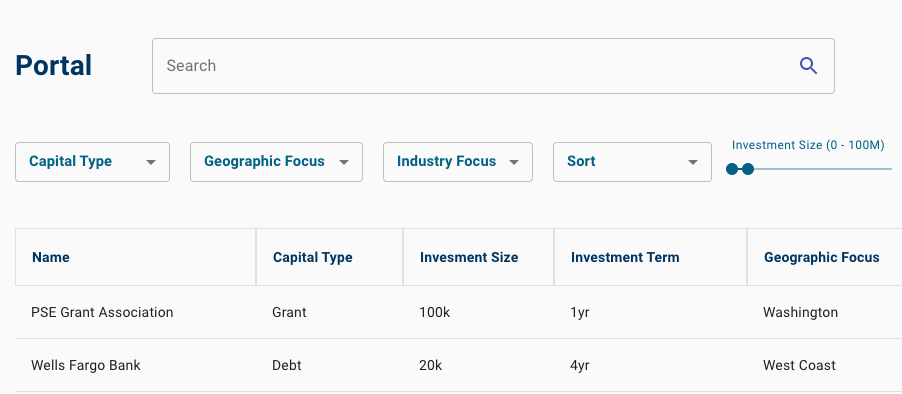 Portal
Search
Capital Type
Geographic Focus
Industry Focus
Sort
Investment Size (0 - 100M)
Name Capital Type Invesment Size Investment Term Geographic Focus
PSE Grant Association Grant 100k 1yr Washington
Wells Fargo Bank Debt 20k 4yr West Coast